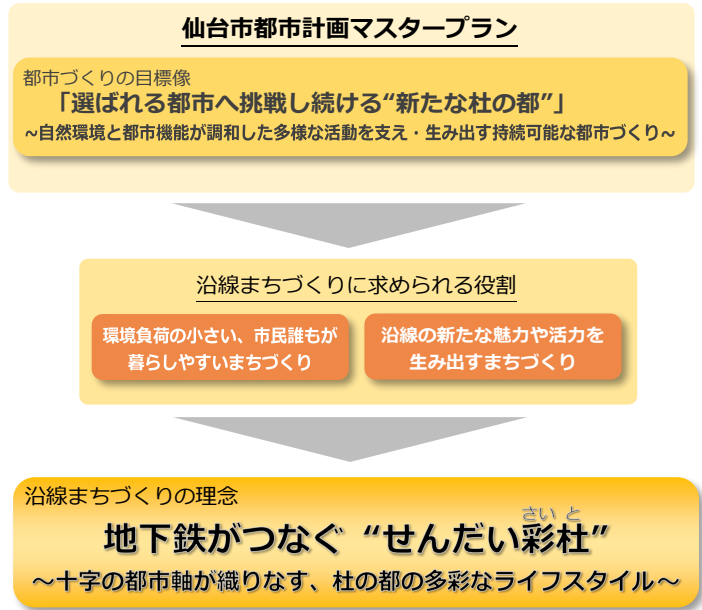 仙台市都市計画マスタープラン
都市づくりの目標像
「選ばれる都市へ挑戦し続ける“新たな杜の都”」
~自然環境と都市機能が調和した多様な活動を支え・生み出す持続可能な都市づくり~
沿線まちづくりに求められる役割
環境負荷の小さい、市民誰もが
暮らしやすいまちづくり
沿線の新たな魅力や活力を
生み出すまちづくり
沿線まちづくりの理念
さい と
地下鉄がつなぐ “せんだい彩杜”
～十字の都市軸が織りなす、杜の都の多彩なライフスタイル～